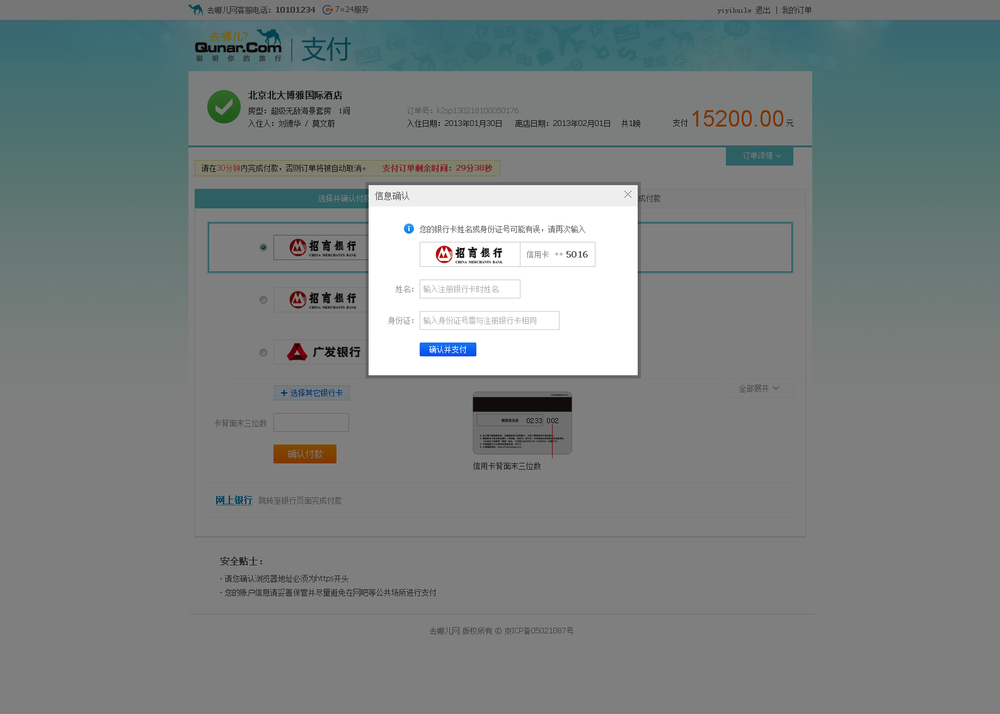 去哪儿网客服电话：10101234 24 7×24服务
yiyihuilw 退出 | 我的订单
去哪儿?
Qunar.Com
聪明你的旅行
支付
提现
北京北大博雅国际酒店
房型：超级无敌海景套房 1间
订单号：k2sp130218100050176
入住人：刘德华 / 莫文蔚
入住日期：2013年01月30日 离店日期：2013年02月01日 共1晚
支付 15200.00 元
订单详情
请在30分钟内完成付款，否则订单将被自动取消。 支付订单剩余时间：29分38秒
选择并确认付款
成付款
信息确认
您的银行卡姓名或身份证号可能有误，请再次输入
招商银行
CHINA MERCHANTS BANK
信用卡 ** 5016
姓名：
输入注册银行卡时姓名
身份证：
输入身份证号需与注册银行卡相同
确认并支付
招商银行
CHINA MERCHANTS BANK
招商银行
CHINA MERCHANTS BANK
广发银行
全部展开
+ 选择其它银行卡
卡背面末三位数
确认付款
0233 002
信用卡背面末三位数
网上银行 跳转至银行页面完成付款
安全贴士：
· 请您确认浏览器地址必须为https开头
· 您的账户信息请妥善保管并尽量避免在网吧等公共场所进行支付
去哪儿网 版权所有 © 京ICP备05021087号